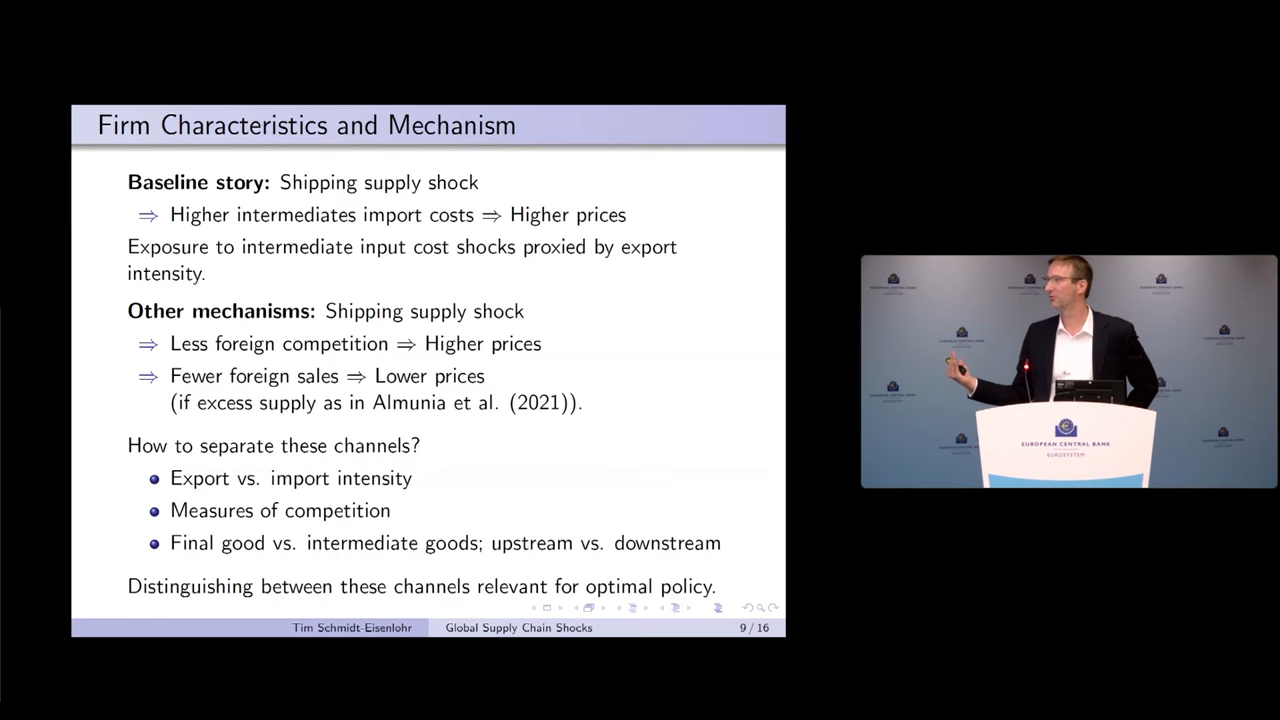 Firm Characteristics and Mechanism
Baseline story: Shipping supply shock
⇒ Higher intermediates import costs ⇒ Higher prices
Exposure to intermediate input cost shocks proxied by export
intensity.
Other mechanisms: Shipping supply shock
⇒ Less foreign competition ⇒ Higher prices
⇒ Fewer foreign sales ⇒ Lower prices
(if excess supply as in Almunia et al. (2021)).
How to separate these channels?
Export vs. import intensity
Measures of competition
Final good vs. intermediate goods; upstream vs. downstream
Distinguishing between these channels relevant for optimal policy.
Tim Schmidt-Eisenlohr
Global Supply Chain Shocks
9 / 16
EUROPEAN CENTRAL BANK
EUROSYSTEM